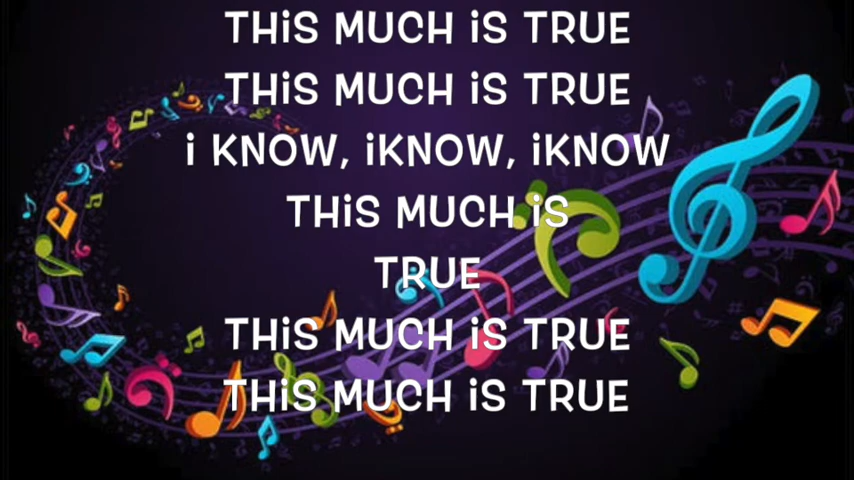 THiS MUCH iS TRUE
THiS MUCH iS TRUE
i KNOW, iKNOW, iKNOW
THiS MUCH iS
TRUE
THiS MUCH iS TRUE
THiS MUCH iS TRUE